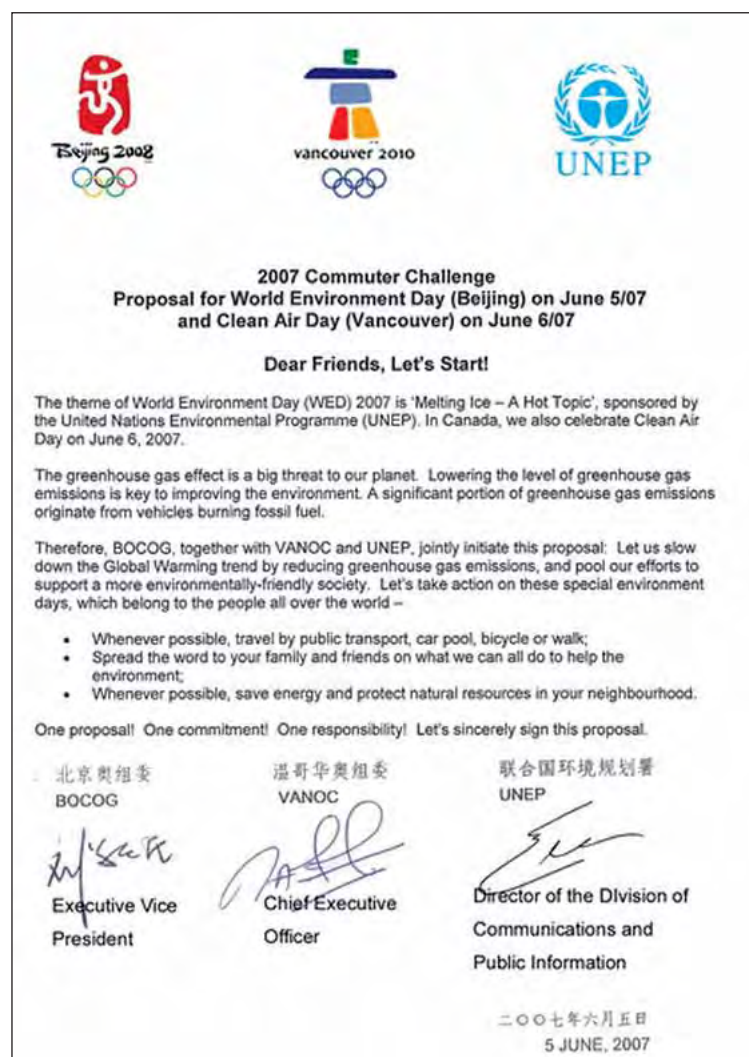 Beijing 2008
vancouver 2010
UNEP
2007 Commuter Challenge
Proposal for World Environment Day (Beijing) on June 5/07
and Clean Air Day (Vancouver) on June 6/07
Dear Friends, Let's Start!
The theme of World Environment Day (WED) 2007 is 'Melting Ice – A Hot Topic', sponsored by
the United Nations Environmental Programme (UNEP). In Canada, we also celebrate Clean Air
Day on June 6, 2007.
The greenhouse gas effect is a big threat to our planet. Lowering the level of greenhouse gas
emissions is key to improving the environment. A significant portion of greenhouse gas emissions
originate from vehicles burning fossil fuel.
Therefore, BOCOG, together with VANOC and UNEP, jointly initiate this proposal: Let us slow
down the Global Warming trend by reducing greenhouse gas emissions, and pool our efforts to
support a more environmentally-friendly society. Let's take action on these special environment
days, which belong to the people all over the world –
• Whenever possible, travel by public transport, car pool, bicycle or walk;
• Spread the word to your family and friends on what we can all do to help the
environment;
• Whenever possible, save energy and protect natural resources in your neighbourhood.
One proposal! One commitment! One responsibility! Let's sincerely sign this proposal.
北京奥组委
BOCOG
Executive Vice
President
温哥华奥组委
VANOC
Chief Executive
Officer
联合国环境规划署
UNEP
Director of the DIvision of
Communications and
Public Information
二〇〇七年六月五日
5 JUNE, 2007